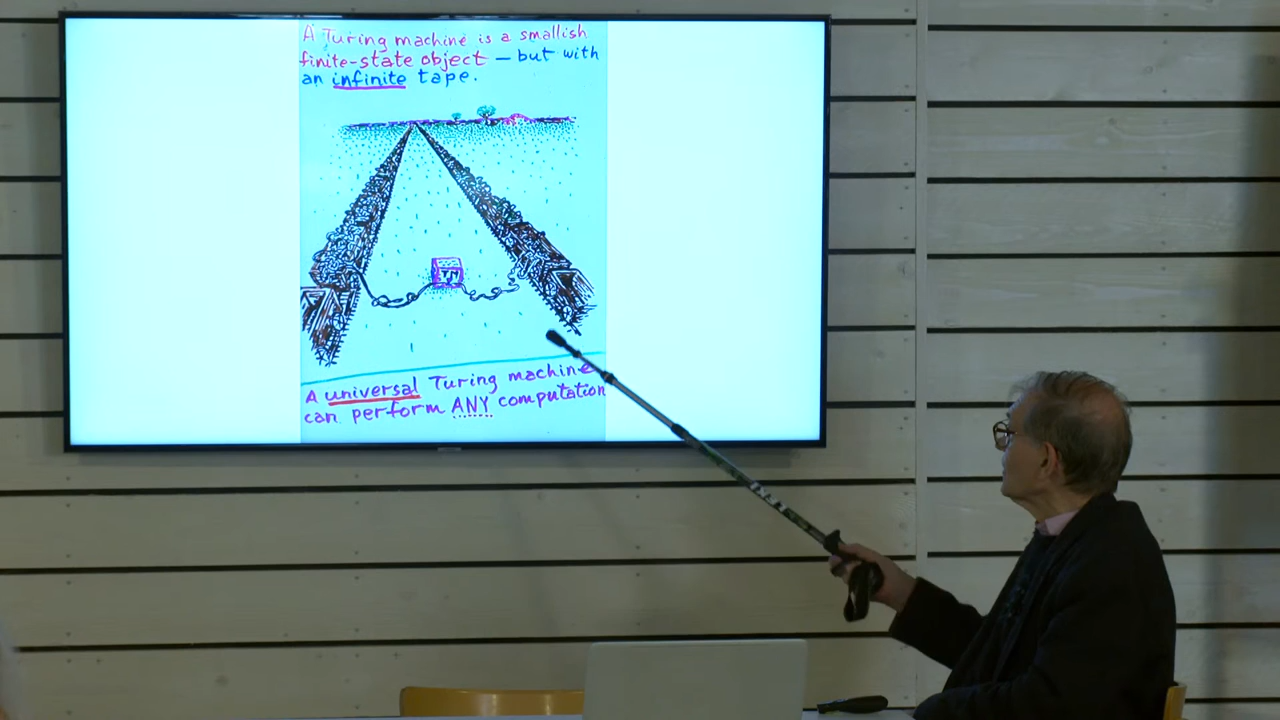 A Turing machine is a smallish
finite-state object — but with
an infinite tape.
TM
A universal Turing machine
can perform ANY computation